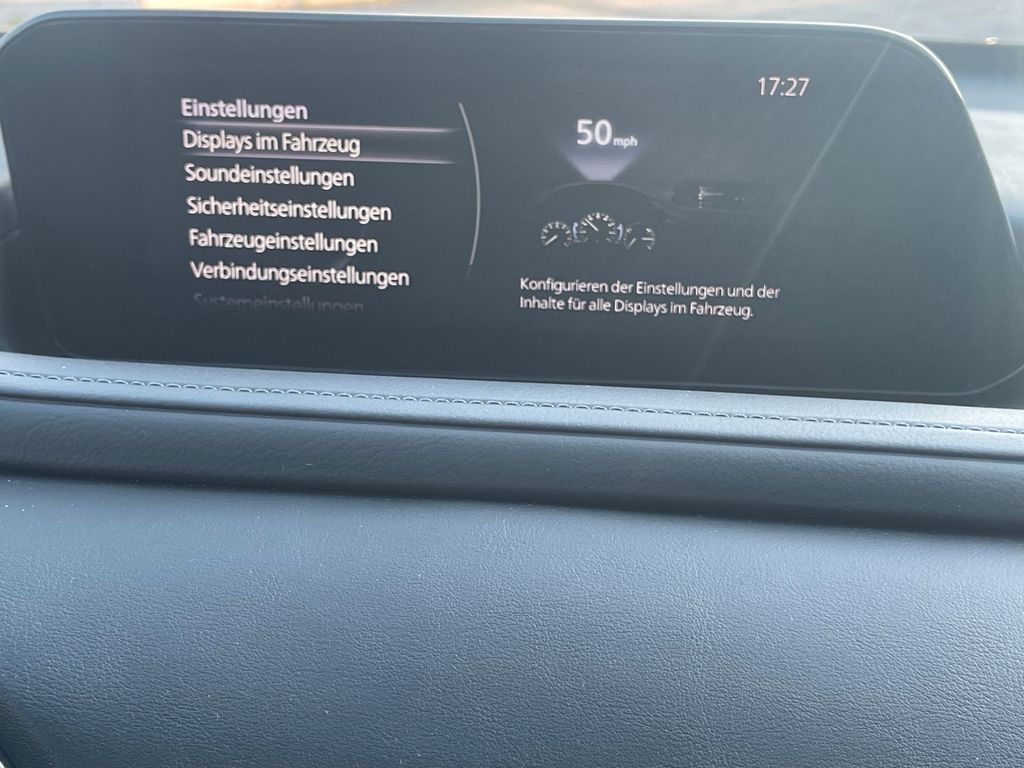 17:27
Einstellungen
Displays im Fahrzeug
Soundeinstellungen
Sicherheitseinstellungen
Fahrzeugeinstellungen
Verbindungseinstellungen
Systemeinstellungen
50 mph
Konfigurieren der Einstellungen und der
Inhalte für alle Displays im Fahrzeug.